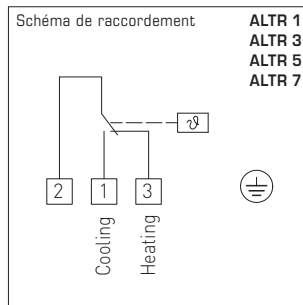 Schéma de raccordement
ALTR 1
ALTR 3
ALTR 5
ALTR 7
ϑ
2 1 3
Cooling
Heating